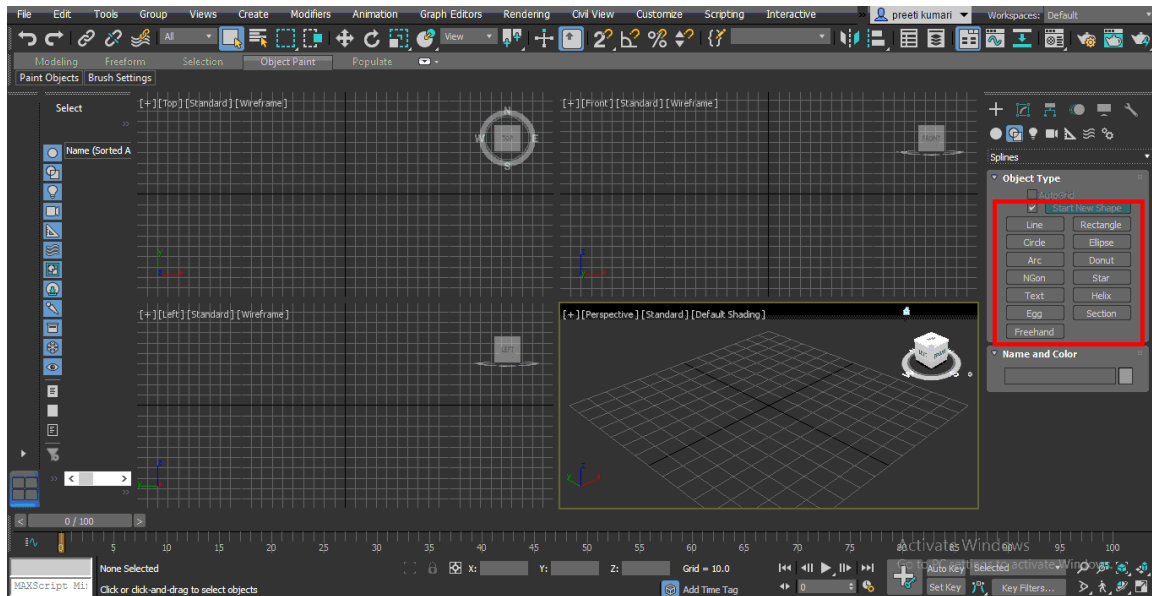 File Edit Tools Group Views Create Modifiers Animation Graph Editors Rendering Civil View Customize Scripting Interactive preeti kumari Workspaces: Default
All View
Modeling Freeform Selection Object Paint Populate
Paint Objects Brush Settings
Select
Name (Sorted A
[+] [Top] [Standard] [Wireframe]
N
W TOP E
S
[+] [Front] [Standard] [Wireframe]
FRONT
[+] [Left] [Standard] [Wireframe]
LEFT
[+] [Perspective] [Standard] [Default Shading]
Splines
Object Type
AutoGrid
Start New Shape
Line Rectangle
Circle Ellipse
Arc Donut
NGon Star
Text Helix
Egg Section
Freehand
Name and Color
0 / 100
0 5 10 15 20 25 30 35 40 45 50 55 60 65 70 75 80 85 90 95 100
Activate Windows
None Selected X: Y: Z: Grid = 10.0 Auto Key Selected
MAXScript Mi Click or click-and-drag to select objects Add Time Tag 0 Set Key Key Filters...